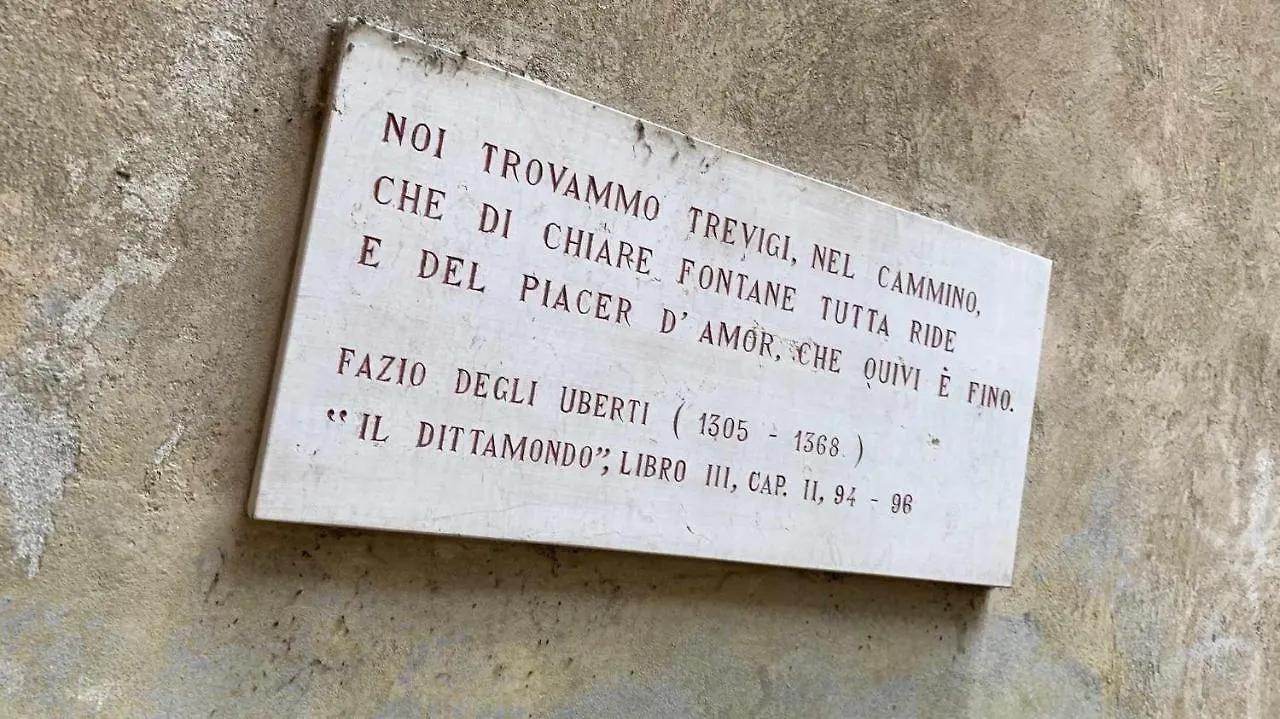 NOI TROVAMMO TREVIGI, NEL CAMMINO,
CHE DI CHIARE FONTANE TUTTA RIDE
E DEL PIACER D'AMOR, CHE QUIVI È FINO.
FAZIO DEGLI UBERTI (1305 - 1368.)
"IL DITTAMONDO", LIBRO III, CAP. II, 94 - 96